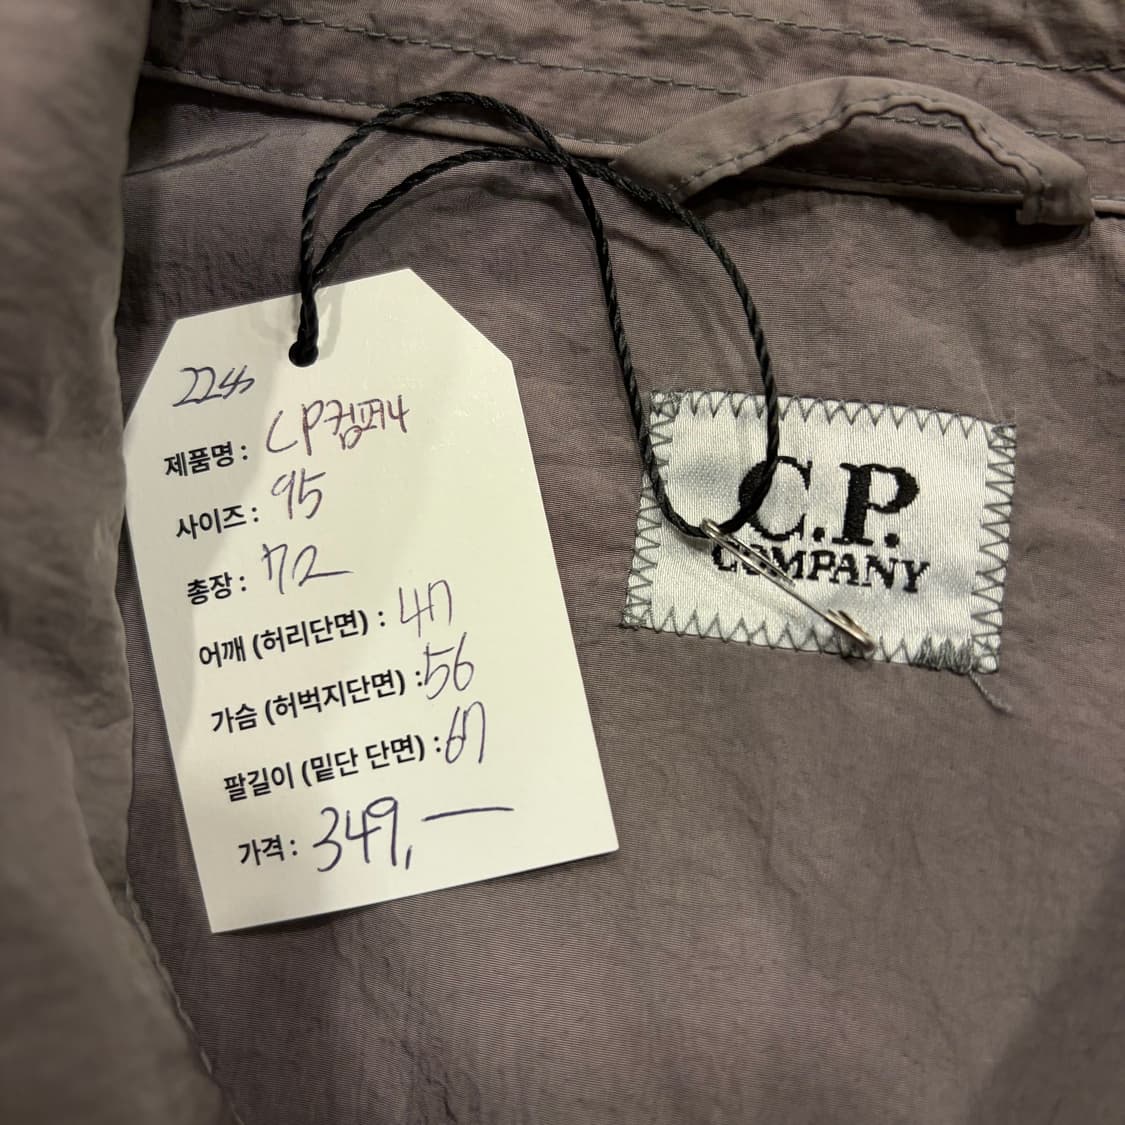 22ss
제품명 : CP컴퍼니
사이즈 : 95
총장 : 72
어깨 (허리단면) : 47
가슴 (허벅지단면) : 56
팔길이 (밑단 단면) : 67
가격 : 349,—
C.P.
COMPANY